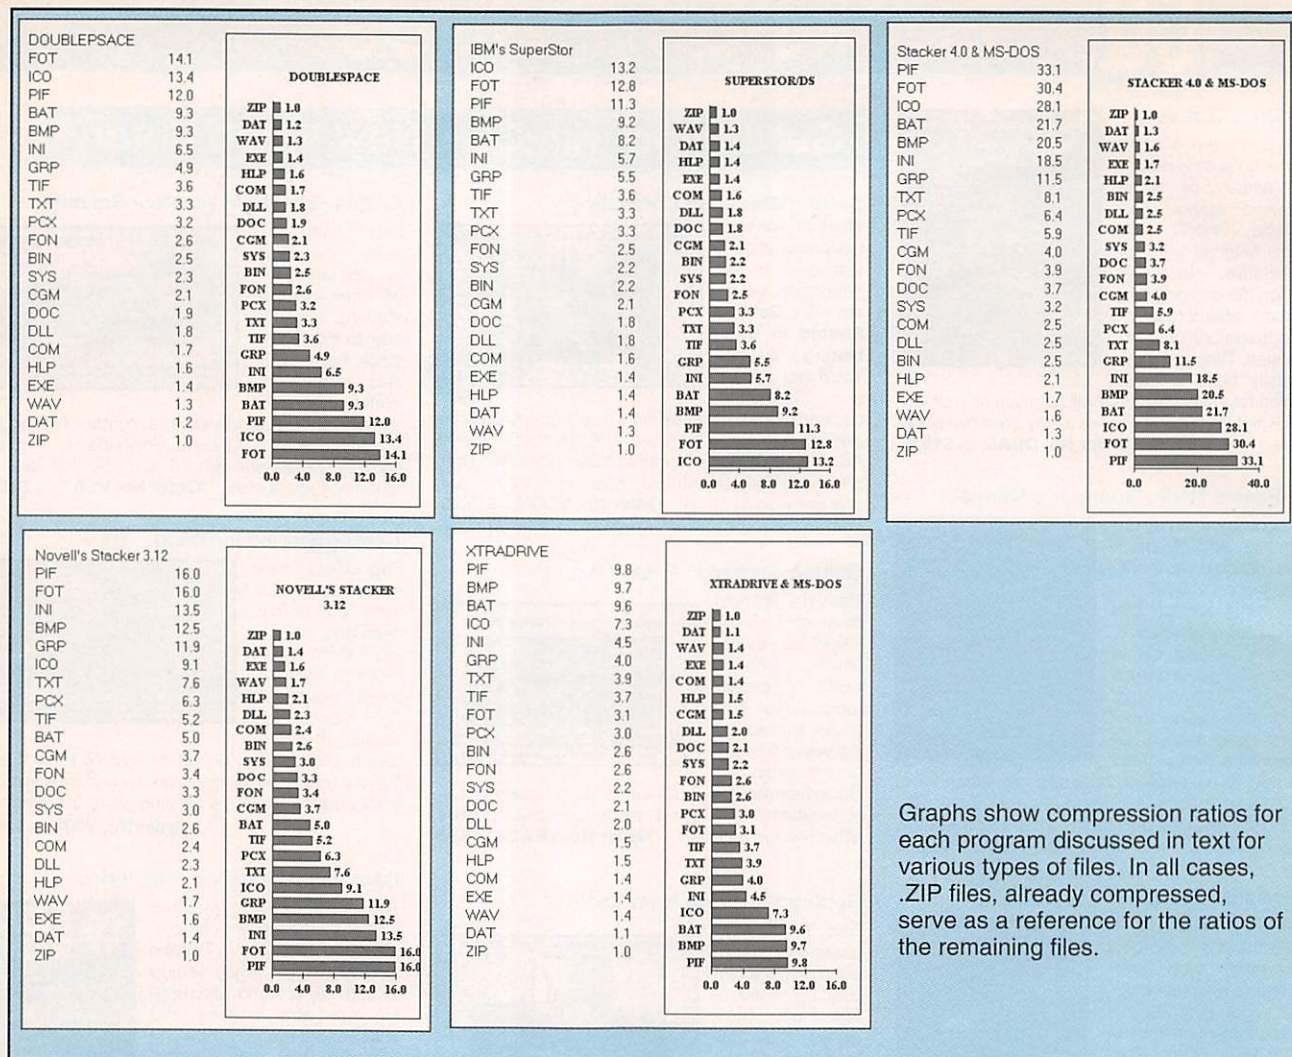 DOUBLEPSACE
FOT 14.1
ICO 13.4
PIF 12.0
BAT 9.3
BMP 9.3
INI 6.5
GRP 4.9
TIF 3.6
TXT 3.3
PCX 3.2
FON 2.6
BIN 2.5
SYS 2.3
CGM 2.1
DOC 1.9
DLL 1.8
COM 1.7
HLP 1.6
EXE 1.4
WAV 1.3
DAT 1.2
ZIP 1.0
DOUBLESPACE
ZIP 1.0
DAT 1.2
WAV 1.3
EXE 1.4
HLP 1.6
COM 1.7
DLL 1.8
DOC 1.9
CGM 2.1
SYS 2.3
BIN 2.5
FON 2.6
PCX 3.2
TXT 3.3
TIF 3.6
GRP 4.9
INI 6.5
BMP 9.3
BAT 9.3
PIF 12.0
ICO 13.4
FOT 14.1
0.0 4.0 8.0 12.0 16.0
IBM's SuperStor
ICO 13.2
FOT 12.8
PIF 11.3
BMP 9.2
BAT 8.2
INI 5.7
GRP 5.5
TIF 3.6
TXT 3.3
PCX 3.3
FON 2.5
SYS 2.2
BIN 2.2
CGM 2.1
DOC 1.8
DLL 1.8
COM 1.6
EXE 1.4
HLP 1.4
DAT 1.4
WAV 1.3
ZIP 1.0
SUPERSTOR/DS
ZIP 1.0
WAV 1.3
DAT 1.4
HLP 1.4
EXE 1.4
COM 1.6
DLL 1.8
DOC 1.8
CGM 2.1
BIN 2.2
SYS 2.2
FON 2.5
PCX 3.3
TXT 3.3
TIF 3.6
GRP 5.5
INI 5.7
BAT 8.2
BMP 9.2
PIF 11.3
FOT 12.8
ICO 13.2
0.0 4.0 8.0 12.0 16.0
Stacker 4.0 & MS-DOS
PIF 33.1
FOT 30.4
ICO 28.1
BAT 21.7
BMP 20.5
INI 18.5
GRP 11.5
TXT 8.1
PCX 6.4
TIF 5.9
CGM 4.0
FON 3.9
DOC 3.7
SYS 3.2
COM 2.5
DLL 2.5
BIN 2.5
HLP 2.1
EXE 1.7
WAV 1.6
DAT 1.3
ZIP 1.0
STACKER 4.0 & MS-DOS
ZIP 1.0
DAT 1.3
WAV 1.6
EXE 1.7
HLP 2.1
BIN 2.5
DLL 2.5
COM 2.5
SYS 3.2
DOC 3.7
FON 3.9
CGM 4.0
TIF 5.9
PCX 6.4
TXT 8.1
GRP 11.5
INI 18.5
BMP 20.5
BAT 21.7
ICO 28.1
FOT 30.4
PIF 33.1
0.0 20.0 40.0
Novell's Stacker 3.12
PIF 16.0
FOT 16.0
INI 13.5
BMP 12.5
GRP 11.9
ICO 9.1
TXT 7.6
PCX 6.3
TIF 5.2
BAT 5.0
CGM 3.7
FON 3.4
DOC 3.3
SYS 3.0
BIN 2.6
COM 2.4
DLL 2.3
HLP 2.1
WAV 1.7
EXE 1.6
DAT 1.4
ZIP 1.0
NOVELL'S STACKER
3.12
ZIP 1.0
DAT 1.4
EXE 1.6
WAV 1.7
HLP 2.1
DLL 2.3
COM 2.4
BIN 2.6
SYS 3.0
DOC 3.3
FON 3.4
CGM 3.7
BAT 5.0
TIF 5.2
PCX 6.3
TXT 7.6
ICO 9.1
GRP 11.9
BMP 12.5
INI 13.5
FOT 16.0
PIF 16.0
0.0 4.0 8.0 12.0 16.0
XTRADRIVE
PIF 9.8
BMP 9.7
BAT 9.6
ICO 7.3
INI 4.5
GRP 4.0
TXT 3.9
TIF 3.7
FOT 3.1
PCX 3.0
BIN 2.6
FON 2.6
SYS 2.2
DOC 2.1
DLL 2.0
CGM 1.5
HLP 1.5
COM 1.4
EXE 1.4
WAV 1.4
DAT 1.1
ZIP 1.0
XTRADRIVE & MS-DOS
ZIP 1.0
DAT 1.1
WAV 1.4
EXE 1.4
COM 1.4
HLP 1.5
CGM 1.5
DLL 2.0
DOC 2.1
SYS 2.2
FON 2.6
BIN 2.6
PCX 3.0
FOT 3.1
TIF 3.7
TXT 3.9
GRP 4.0
INI 4.5
ICO 7.3
BAT 9.6
BMP 9.7
PIF 9.8
0.0 4.0 8.0 12.0 16.0
Graphs show compression ratios for
each program discussed in text for
various types of files. In all cases,
.ZIP files, already compressed,
serve as a reference for the ratios of
the remaining files.